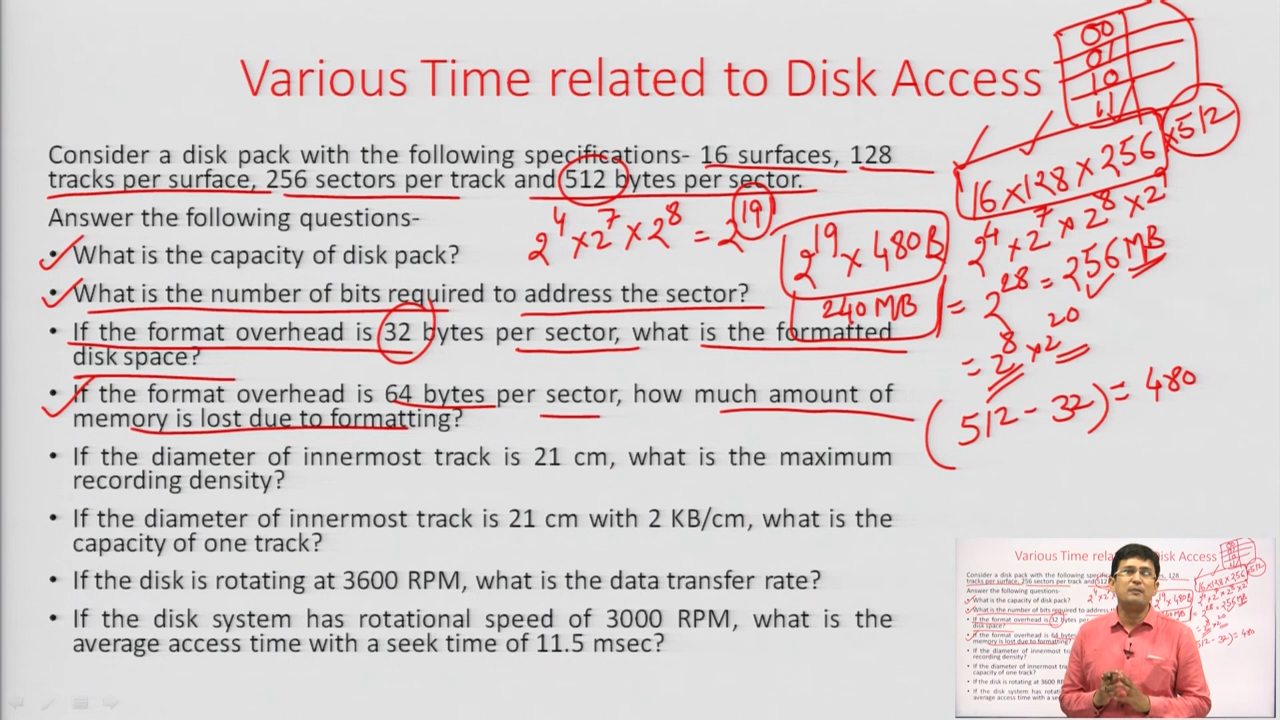 Various Time related to Disk Access
00
01
10
11
Consider a disk pack with the following specifications- 16 surfaces, 128
tracks per surface, 256 sectors per track and 512 bytes per sector.
16×128×256 ×512
Answer the following questions-
2^4 × 2^7 × 2^8 = 2^19
2^19 × 480B
2^4 × 2^7 × 2^8 × 2^9
• What is the capacity of disk pack?
• What is the number of bits required to address the sector?
240 MB
= 2^28 = 256 MB
• If the format overhead is 32 bytes per sector, what is the formatted
disk space?
= 2^8 × 2^20
• If the format overhead is 64 bytes per sector, how much amount of
memory is lost due to formatting?
(512 - 32) = 480
• If the diameter of innermost track is 21 cm, what is the maximum
recording density?
• If the diameter of innermost track is 21 cm with 2 KB/cm, what is the
capacity of one track?
• If the disk is rotating at 3600 RPM, what is the data transfer rate?
• If the disk system has rotational speed of 3000 RPM, what is the
average access time with a seek time of 11.5 msec?